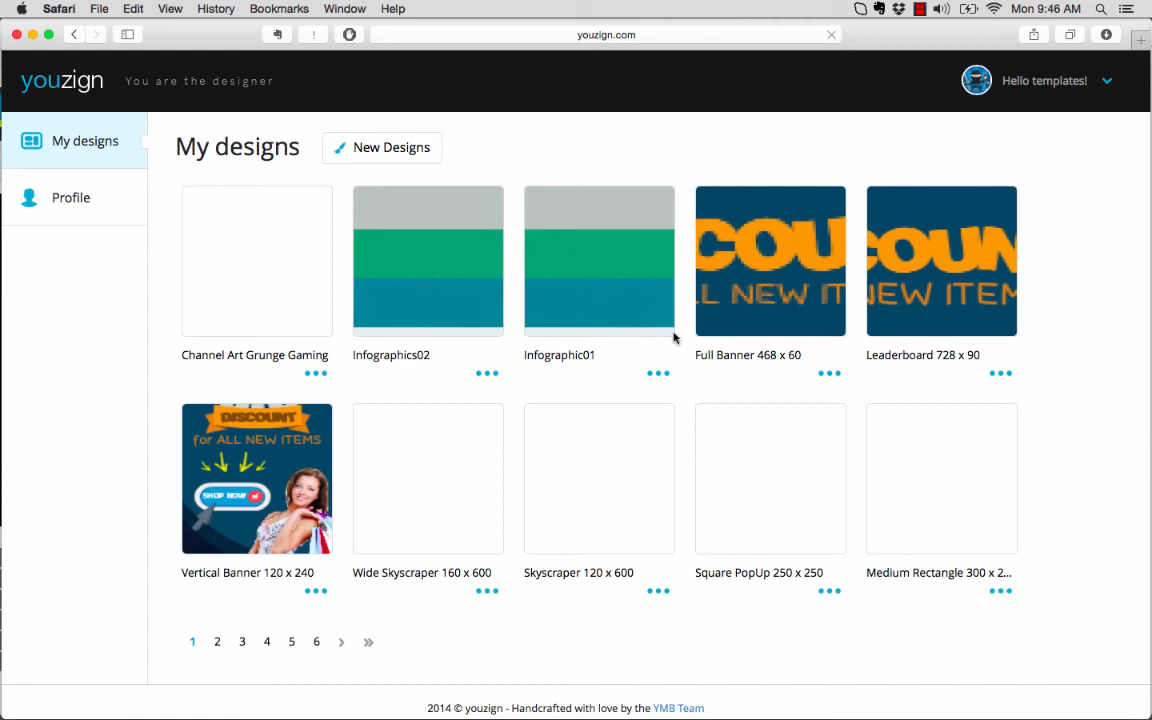 Safari File Edit View History Bookmarks Window Help Mon 9:46 AM
youzign.com
youzign You are the designer Hello templates!
My designs
Profile
My designs New Designs
COU
LL NEW IT
COUN
NEW ITEM
Channel Art Grunge Gaming Infographics02 Infographic01 Full Banner 468 x 60 Leaderboard 728 x 90
DISCOUNT
for ALL NEW ITEMS
SHOP NOW
Vertical Banner 120 x 240 Wide Skyscraper 160 x 600 Skyscraper 120 x 600 Square PopUp 250 x 250 Medium Rectangle 300 x 2...
1 2 3 4 5 6 › »
2014 © youzign - Handcrafted with love by the YMB Team